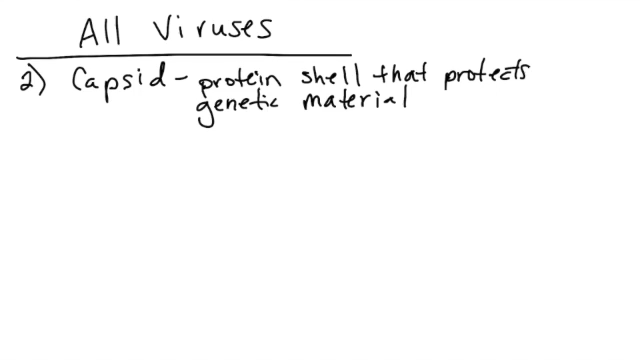 All Viruses
2) Capsid - protein shell that protects
genetic material